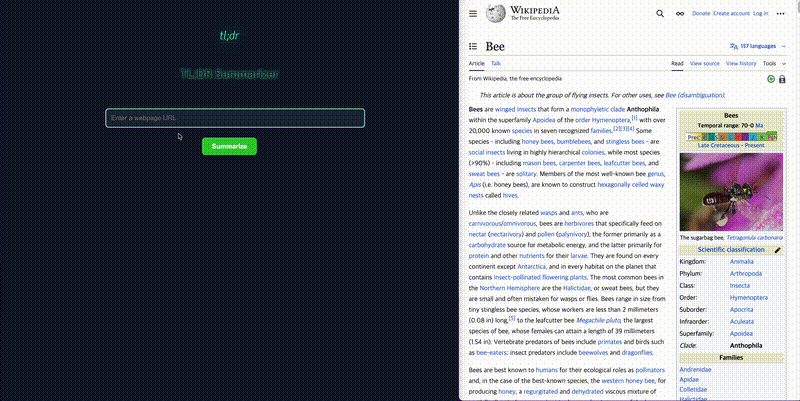 tl;dr
TL;DR Summarizer
Enter a webpage URL
Summarize
WIKIPEDIA
The Free Encyclopedia
Donate Create account Log in
Bee
157 languages
Article Talk
Read View source View history Tools
From Wikipedia, the free encyclopedia
This article is about the group of flying insects. For other uses, see Bee (disambiguation).
Bees are winged insects that form a monophyletic clade Anthophila
within the superfamily Apoidea of the order Hymenoptera,[1] with over
20,000 known species in seven recognized families.[2][3][4] Some
species - including honey bees, bumblebees, and stingless bees - are
social insects living in highly hierarchical colonies, while most species
(>90%) - including mason bees, carpenter bees, leafcutter bees, and
sweat bees - are solitary. Members of the most well-known bee genus,
Apis (i.e. honey bees), are known to construct hexagonally celled waxy
nests called hives.
Unlike the closely related wasps and ants, who are
carnivorous/omnivorous, bees are herbivores that specifically feed on
nectar (nectarivory) and pollen (palynivory), the former primarily as a
carbohydrate source for metabolic energy, and the latter primarily for
protein and other nutrients for their larvae. They are found on every
continent except Antarctica, and in every habitat on the planet that
contains insect-pollinated flowering plants. The most common bees in
the Northern Hemisphere are the Halictidae, or sweat bees, but they
are small and often mistaken for wasps or flies. Bees range in size from
tiny stingless bee species, whose workers are less than 2 millimetres
(0.08 in) long,[5] to the leafcutter bee Megachile pluto, the largest
species of bee, whose females can attain a length of 39 millimetres
(1.54 in). Vertebrate predators of bees include primates and birds such
as bee-eaters; insect predators include beewolves and dragonflies.
Bees are best known to humans for their ecological roles as pollinators
and, in the case of the best-known species, the western honey bee, for
producing honey, a regurgitated and dehydrated viscous mixture of
Bees
Temporal range: 70–0 Ma
Late Cretaceous - Present
The sugarbag bee, Tetragonula carbonaria
Scientific classification
Kingdom: Animalia
Phylum: Arthropoda
Class: Insecta
Order: Hymenoptera
Suborder: Apocrita
Infraorder: Aculeata
Superfamily: Apoidea
Clade: Anthophila
Families
Andrenidae
Apidae
Colletidae
Halictidae